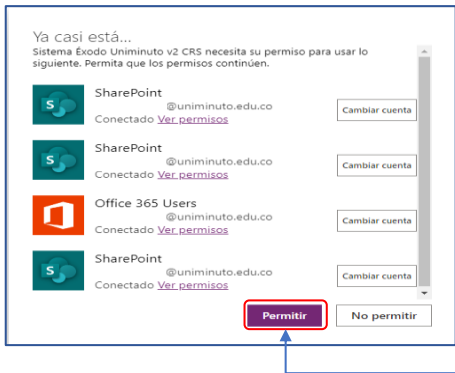 Ya casi está...
Sistema Éxodo Uniminuto v2 CRS necesita su permiso para usar lo
siguiente. Permita que los permisos continúen.
SharePoint
@uniminuto.edu.co
Conectado Ver permisos
Cambiar cuenta
SharePoint
@uniminuto.edu.co
Conectado Ver permisos
Cambiar cuenta
Office 365 Users
@uniminuto.edu.co
Conectado Ver permisos
Cambiar cuenta
SharePoint
@uniminuto.edu.co
Conectado Ver permisos
Cambiar cuenta
Permitir No permitir